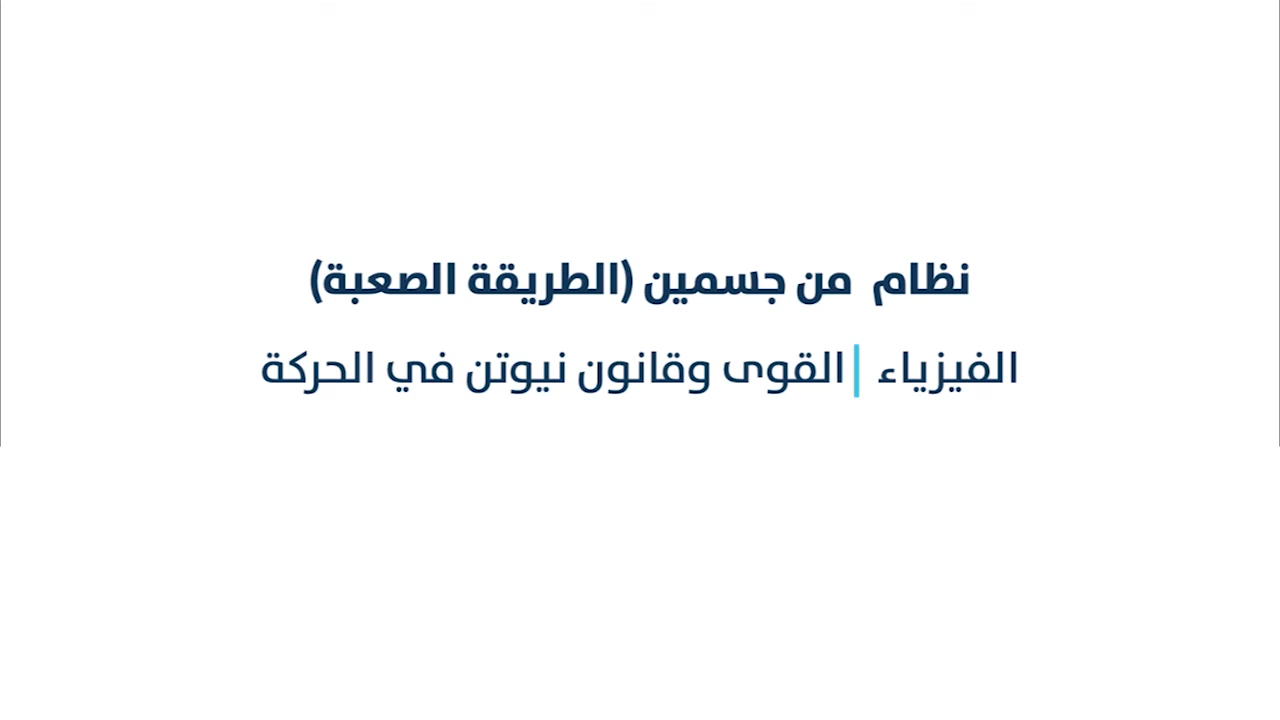 نظام من جسمين (الطريقة الصعبة)
الفيزياء | القوى وقانون نيوتن في الحركة